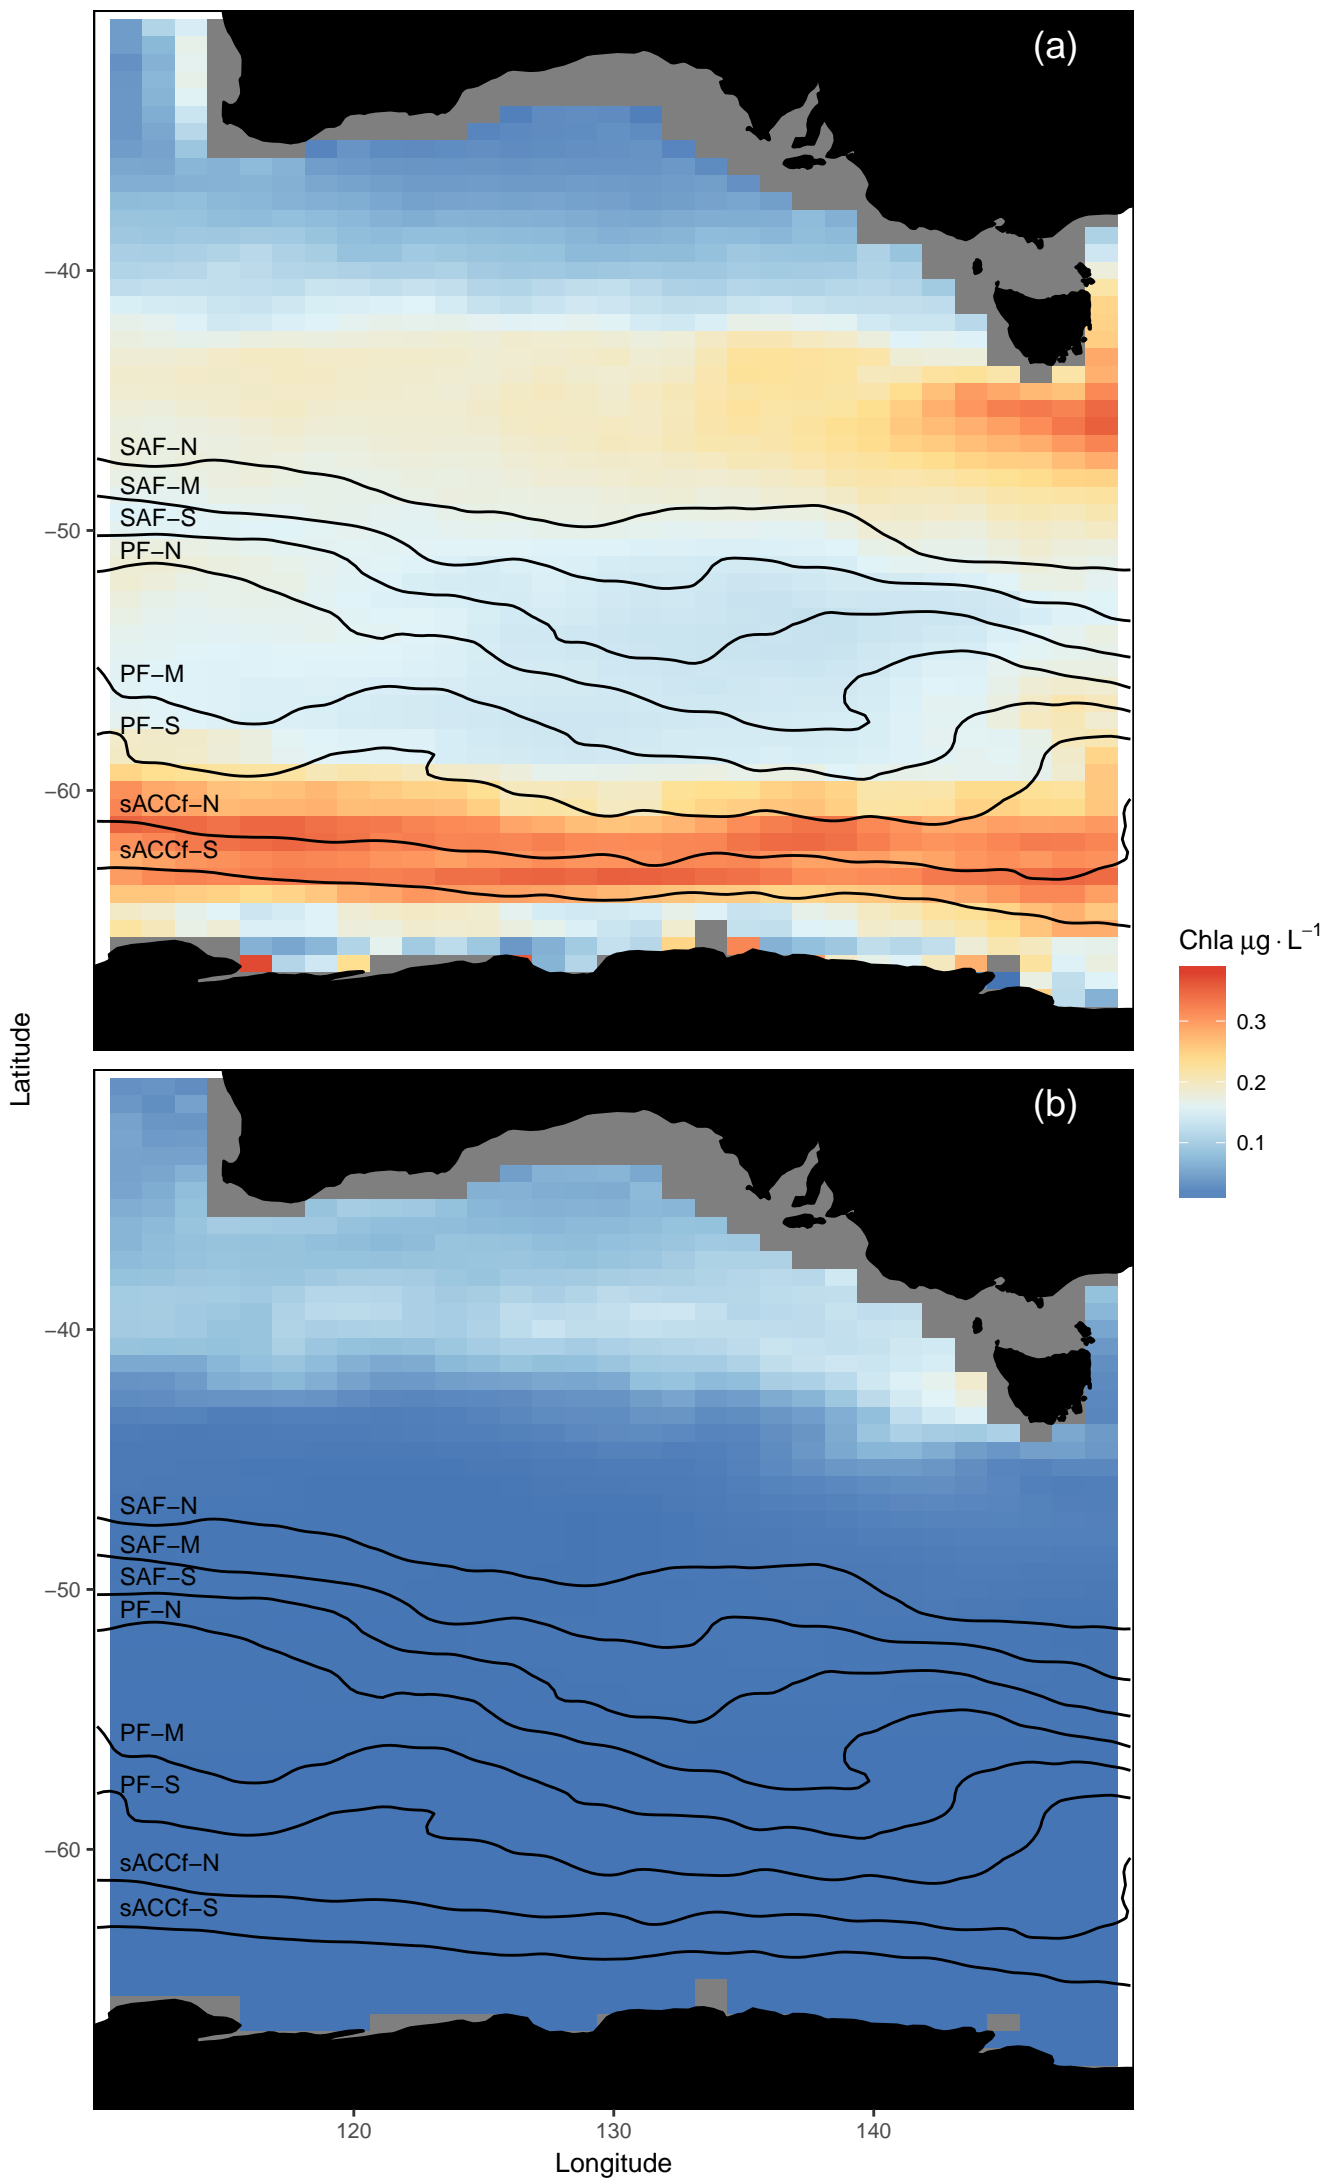 (a)
−40
SAF−N
SAF−M
SAF−S
−50
PF−N
PF−M
PF−S
−60
sACCf−N
sACCf−S
Chla μg · L⁻¹
0.3
0.2
0.1
Latitude
(b)
−40
SAF−N
SAF−M
SAF−S
−50
PF−N
PF−M
PF−S
−60
sACCf−N
sACCf−S
120 130 140
Longitude